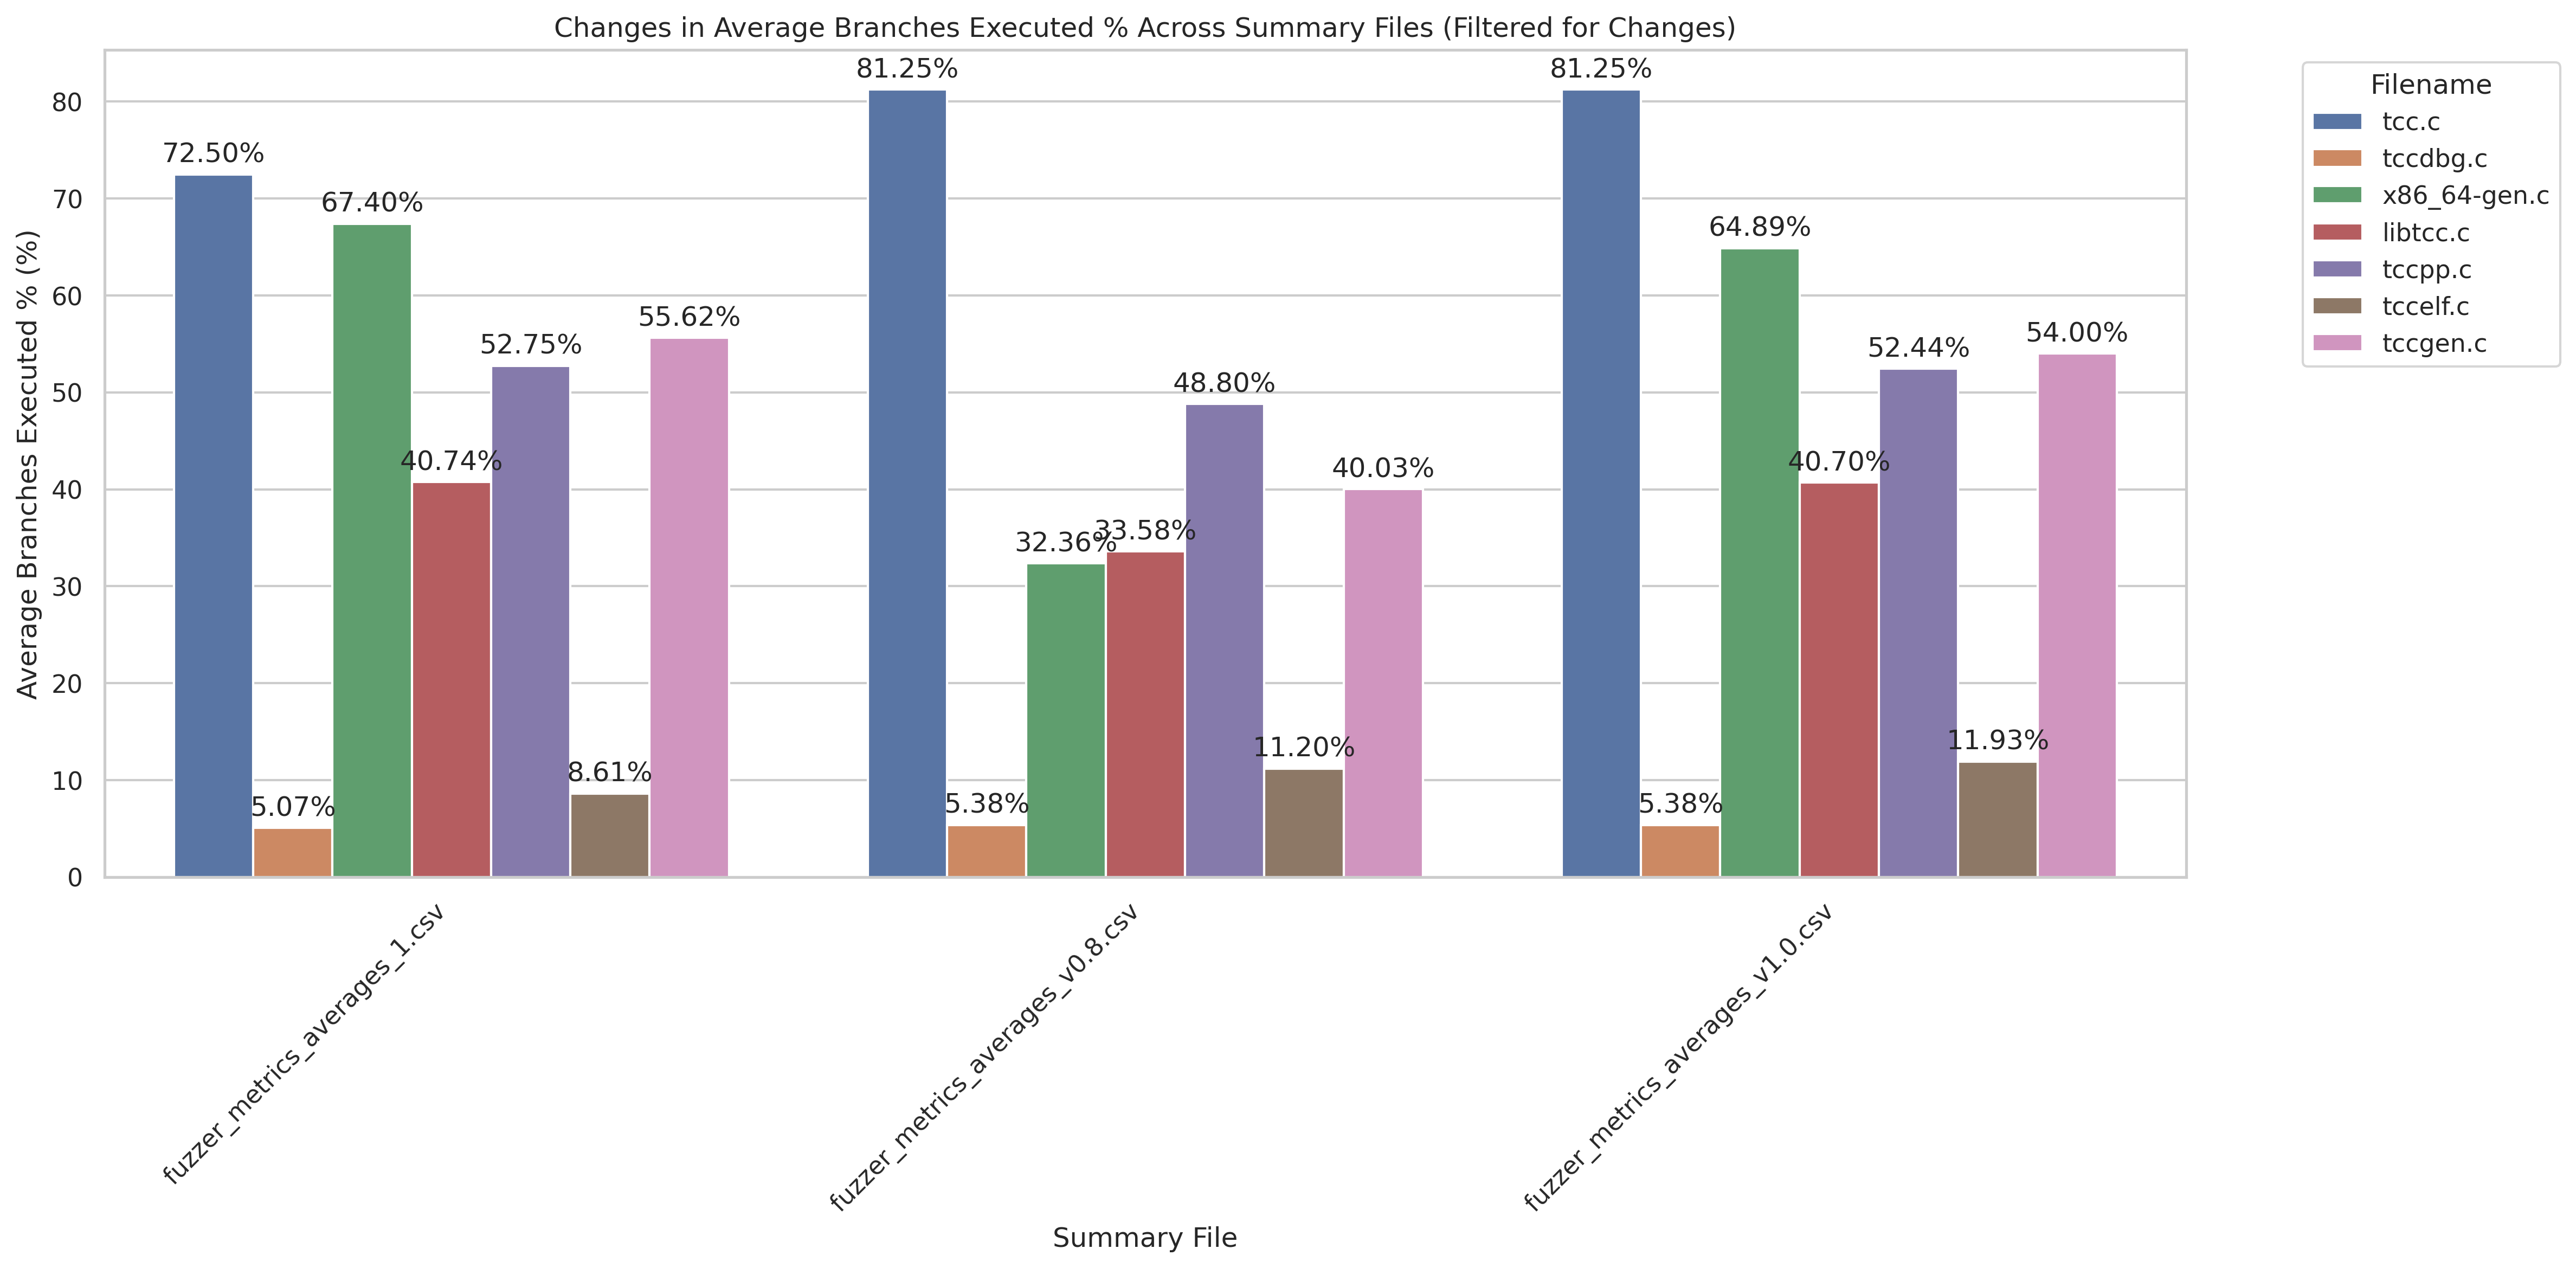 Changes in Average Branches Executed % Across Summary Files (Filtered for Changes)
Average Branches Executed % (%)
80
70
60
50
40
30
20
10
0
72.50%
5.07%
67.40%
40.74%
52.75%
8.61%
55.62%
81.25%
5.38%
32.36%
33.58%
48.80%
11.20%
40.03%
81.25%
5.38%
64.89%
40.70%
52.44%
11.93%
54.00%
fuzzer_metrics_averages_1.csv
fuzzer_metrics_averages_v0.8.csv
fuzzer_metrics_averages_v1.0.csv
Summary File
Filename
tcc.c
tccdbg.c
x86_64-gen.c
libtcc.c
tccpp.c
tccelf.c
tccgen.c